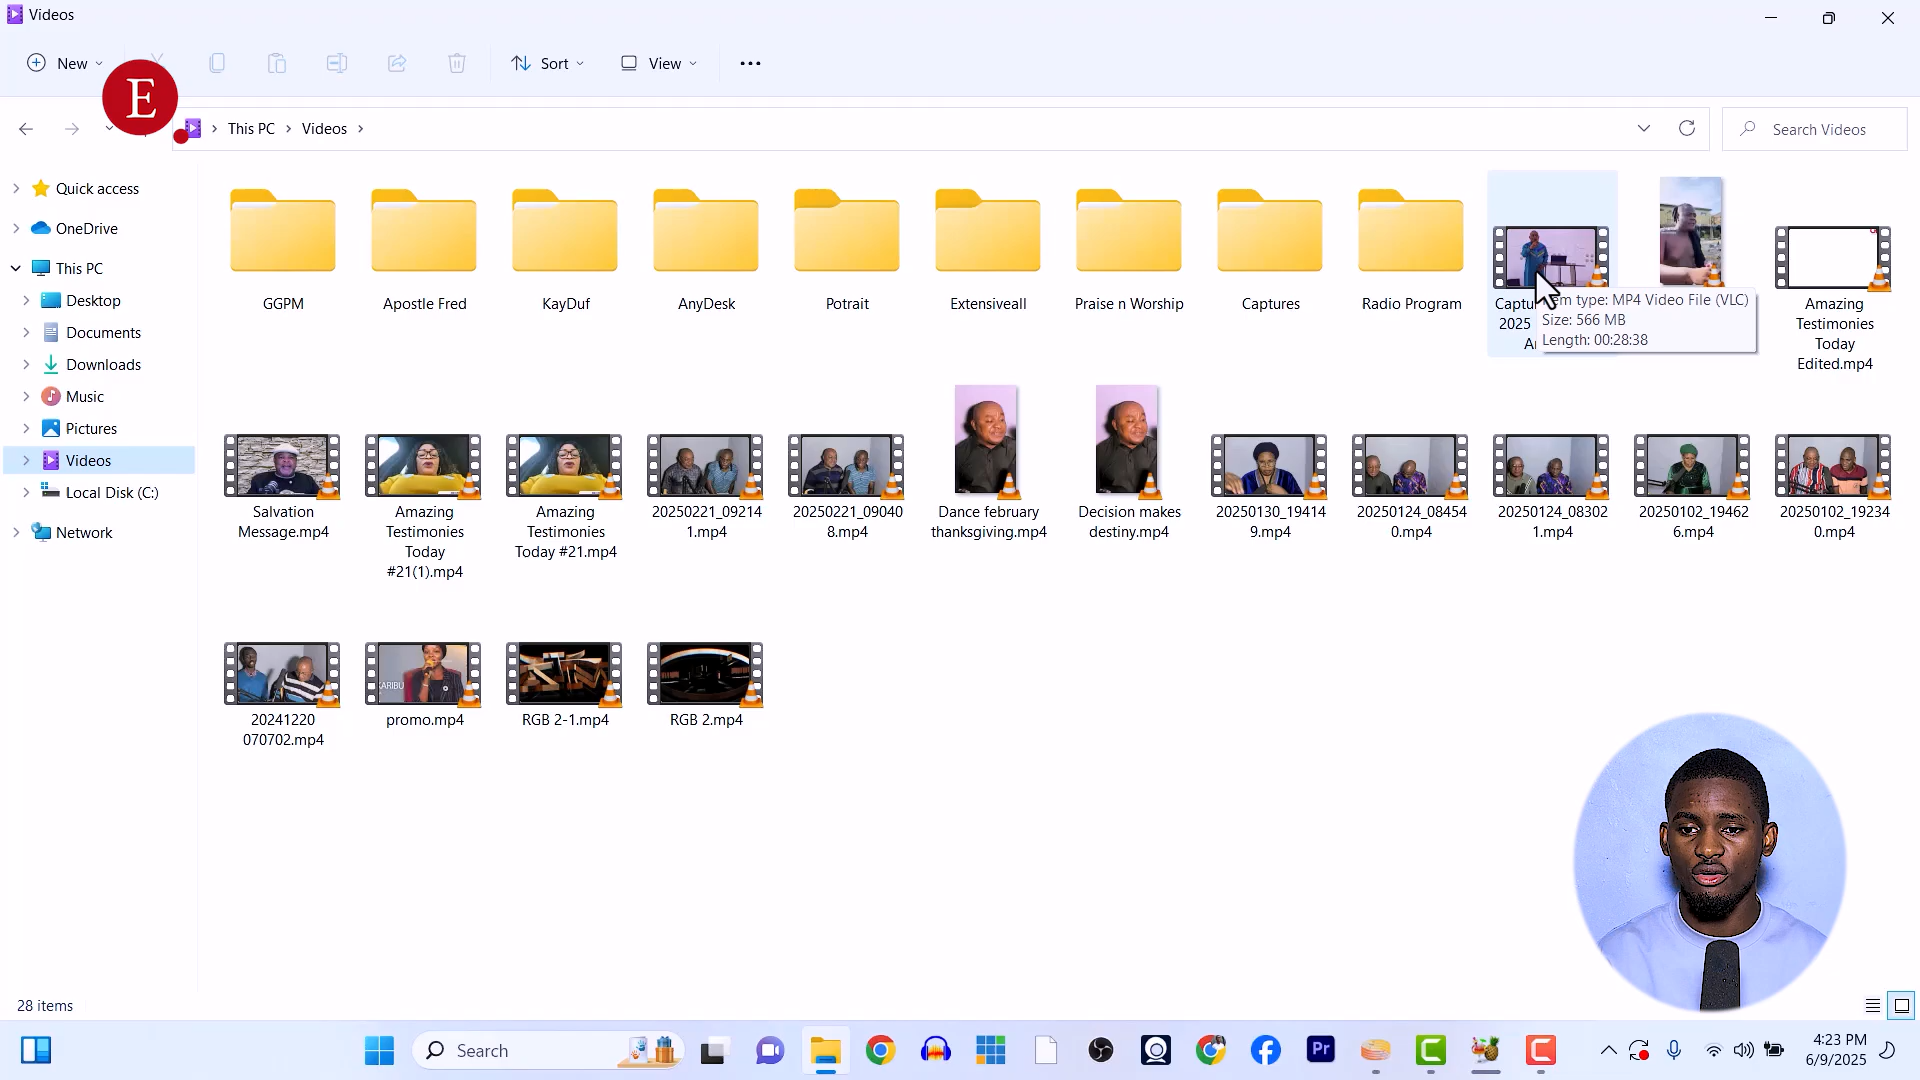 Videos
New
Sort
View
E
This PC
Videos
Search Videos
Quick access
OneDrive
This PC
Desktop
Documents
Downloads
Music
Pictures
Videos
Local Disk (C:)
Network
GGPM
Apostle Fred
KayDuf
AnyDesk
Potrait
Extensiveall
Praise n Worship
Captures
Radio Program
2025
em type: MP4 Video File (VLC)
Size: 566 MB
Length: 00:28:38
Amazing
Testimonies
Today
Edited.mp4
Salvation
Message.mp4
Amazing
Testimonies
Today
#21(1).mp4
Amazing
Testimonies
Today #21.mp4
20250221_09214
1.mp4
20250221_09040
8.mp4
Dance february
thanksgiving.mp4
Decision makes
destiny.mp4
20250130_19414
9.mp4
20250124_08454
0.mp4
20250124_08302
1.mp4
20250102_19462
6.mp4
20250102_19234
0.mp4
KARIBU
20241220
070702.mp4
promo.mp4
RGB 2-1.mp4
RGB 2.mp4
28 items
Search
Pr
4:23 PM
6/9/2025